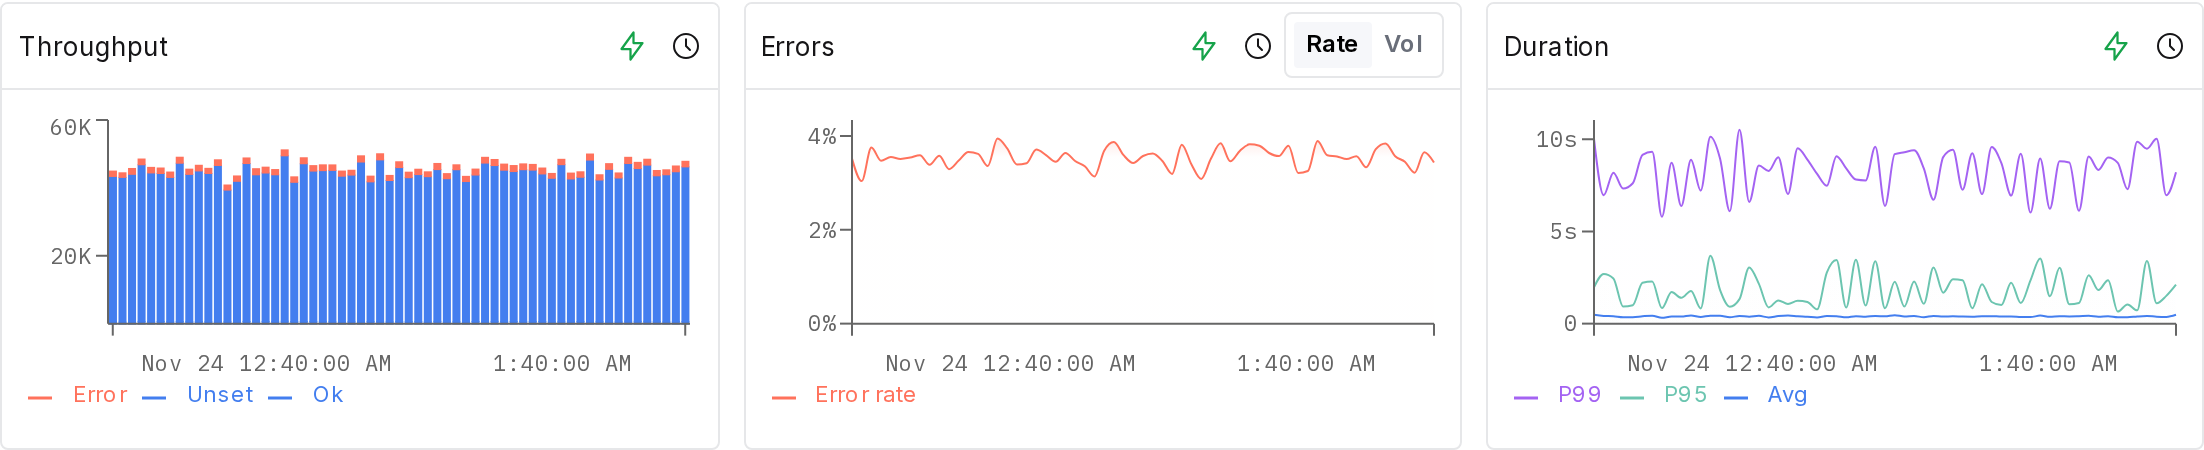 Throughput
60K
20K
Nov 24 12:40:00 AM 1:40:00 AM
Error Unset Ok
Errors Rate Vol
4%
2%
0%
Nov 24 12:40:00 AM 1:40:00 AM
Error rate
Duration
10s
5s
0
Nov 24 12:40:00 AM 1:40:00 AM
P99 P95 Avg